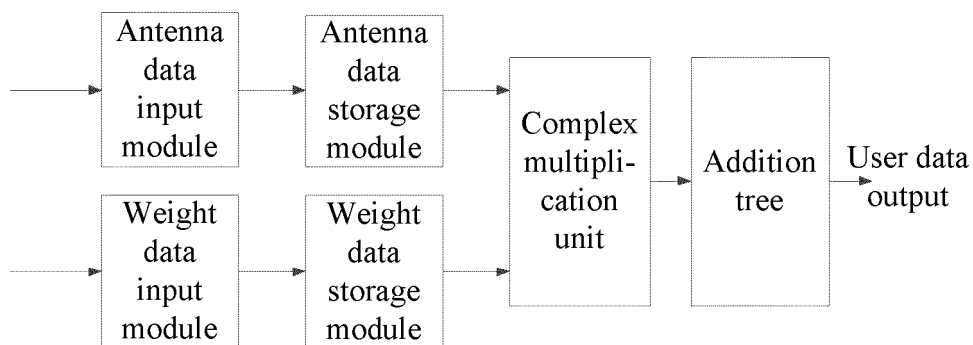 Antenna
data
input
module
Antenna
data
storage
module
Weight
data
input
module
Weight
data
storage
module
Complex
multipli-
cation
unit
Addition
tree
User data
output